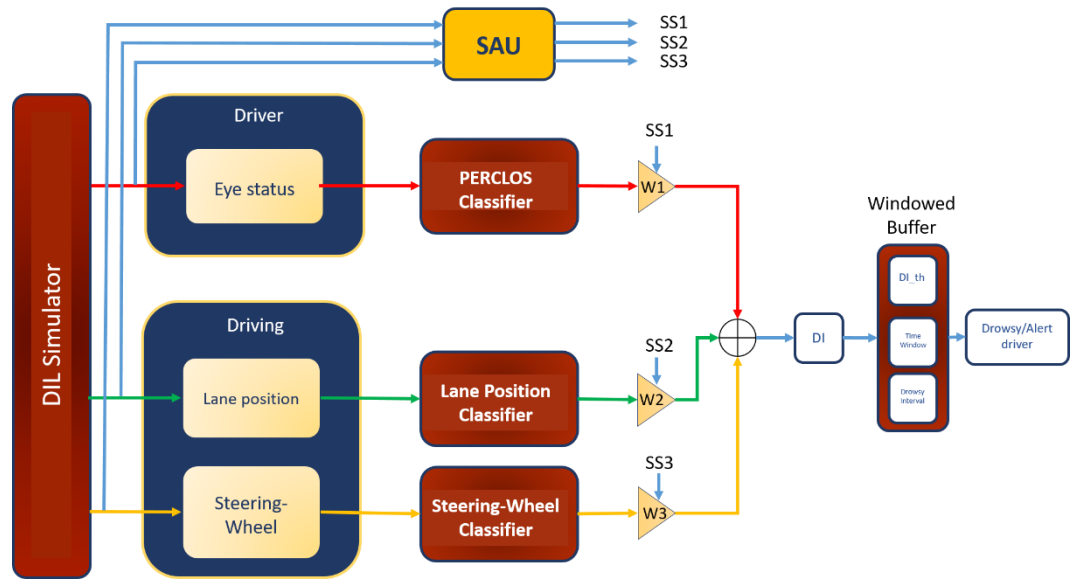 SAU
SS1
SS2
SS3
DIL Simulator
Driver
Eye status
PERCLOS
Classifier
SS1
W1
Driving
Lane position
Lane Position
Classifier
SS2
W2
Steering-
Wheel
Steering-Wheel
Classifier
SS3
W3
DI
Windowed
Buffer
DI_th
Time
Window
Drowsy
Interval
Drowsy/Alert
driver